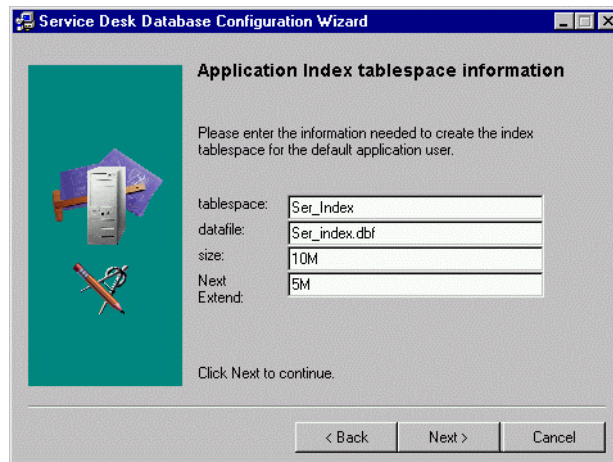 Service Desk Database Configuration Wizard
Application Index tablespace information
Please enter the information needed to create the index
tablespace for the default application user.
tablespace: Ser_Index
datafile: Ser_index.dbf
size: 10M
Next 5M
Extend:
Click Next to continue.
< Back Next > Cancel